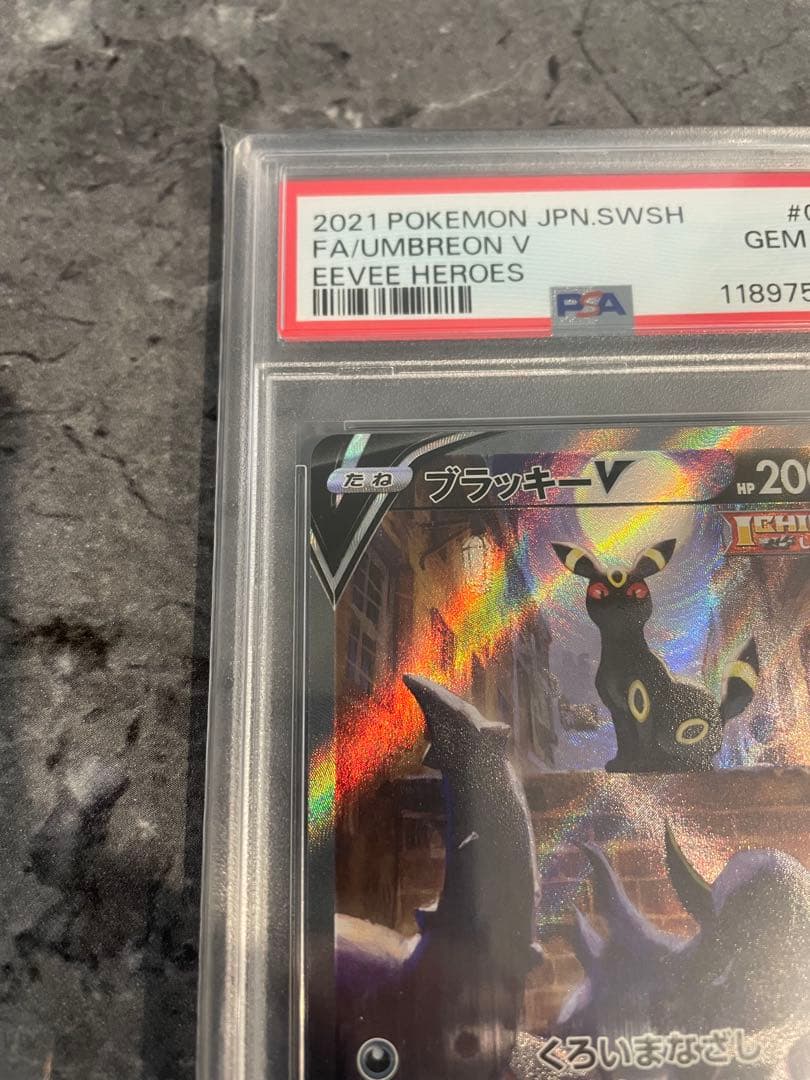 2021 POKEMON JPN.SWSH
FA/UMBREON V
GEM
EEVEE HEROES
PSA
たね
ブラッキーV
HP 200
くろいまなざし